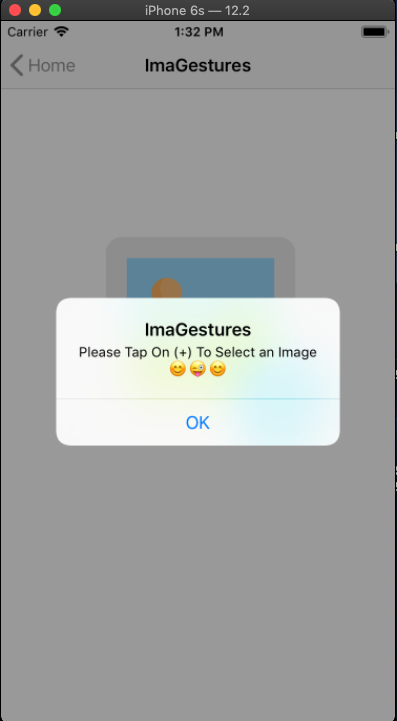 iPhone 6s — 12.2
Carrier 1:32 PM
Home ImaGestures
ImaGestures
Please Tap On (+) To Select an Image
😊😜😊
OK